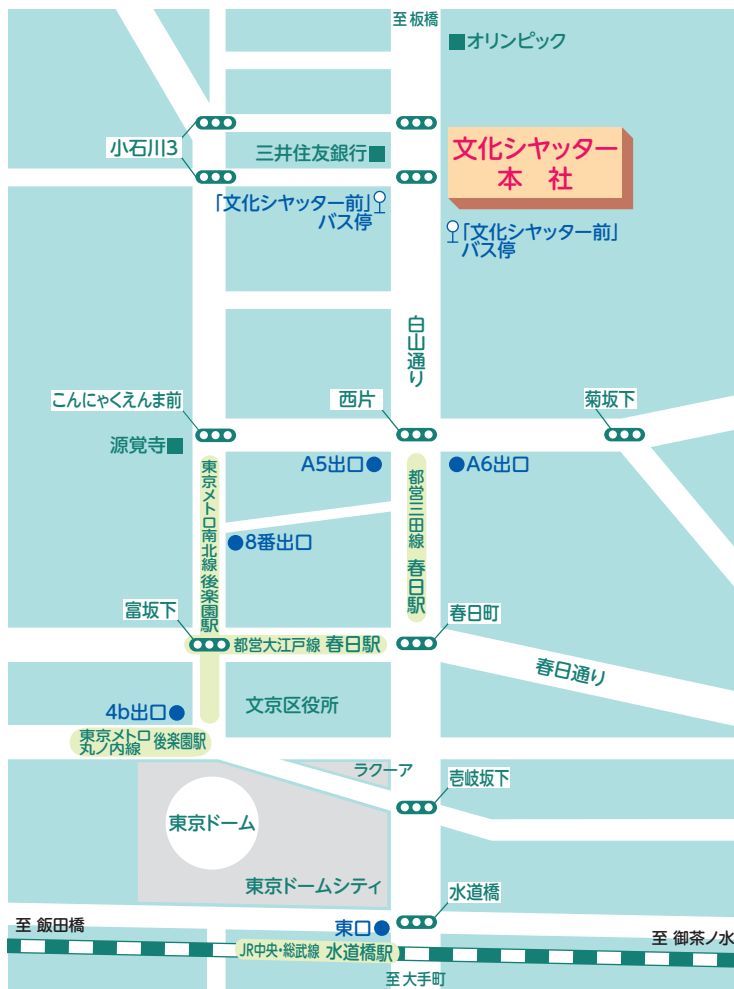 至 板橋
オリンピック
小石川3
三井住友銀行
文化シヤッター
本　社
「文化シヤッター前」
バス停
「文化シヤッター前」
バス停
白山通り
こんにゃくえんま前
西片
菊坂下
源覚寺
A5出口
A6出口
東京メトロ南北線 後楽園駅
都営三田線 春日駅
8番出口
富坂下
春日町
都営大江戸線 春日駅
春日通り
4b出口
文京区役所
東京メトロ
丸ノ内線
後楽園駅
ラクーア
壱岐坂下
東京ドーム
東京ドームシティ
水道橋
至 飯田橋
東口
至 御茶ノ水
JR中央・総武線 水道橋駅
至 大手町